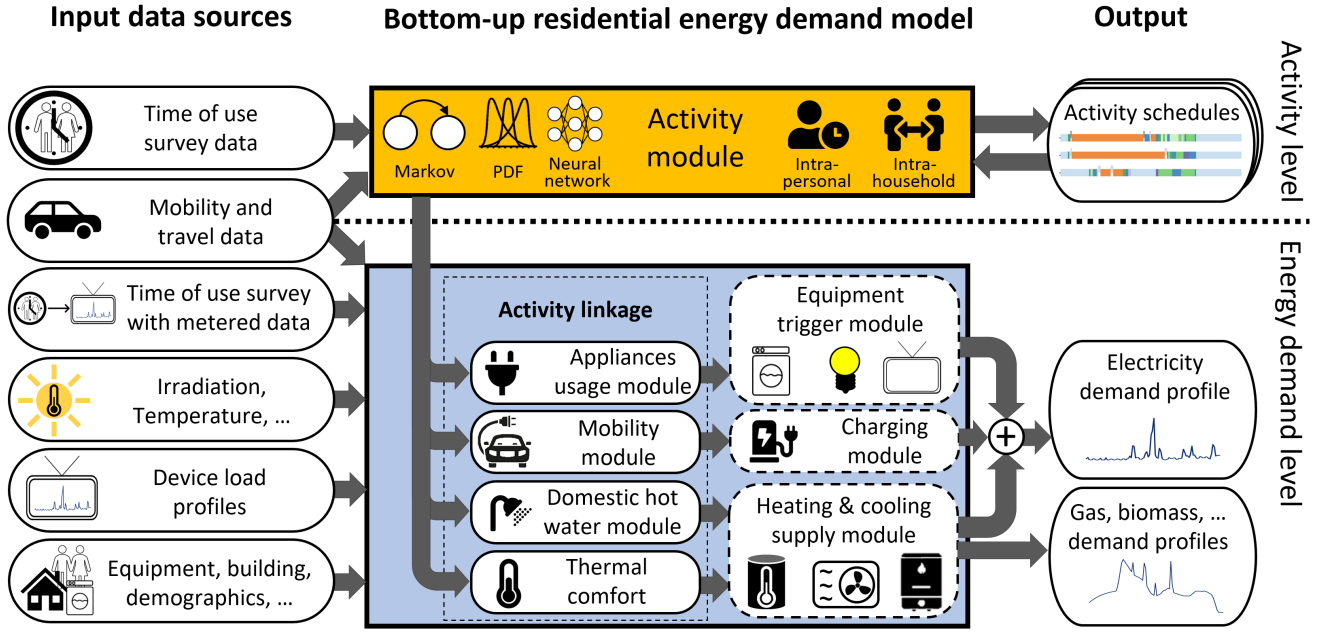 Input data sources
Bottom-up residential energy demand model
Output
Activity level
Energy demand level
Time of use
survey data
Mobility and
travel data
Time of use survey
with metered data
Irradiation,
Temperature, ...
Device load
profiles
Equipment, building,
demographics, ...
Markov
PDF
Neural
network
Activity
module
Intra-
personal
Intra-
household
Activity schedules
Activity linkage
Appliances
usage module
Mobility
module
Domestic hot
water module
Thermal
comfort
Equipment
trigger module
Charging
module
Heating & cooling
supply module
+
Electricity
demand profile
Gas, biomass, ...
demand profiles